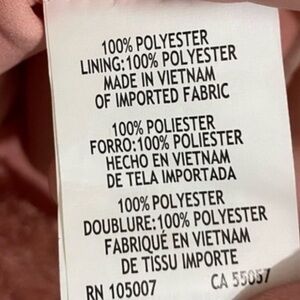 100% POLYESTER
LINING:100% POLYESTER
MADE IN VIETNAM
OF IMPORTED FABRIC
100% POLIESTER
FORRO:100% POLIESTER
HECHO EN VIETNAM
DE TELA IMPORTADA
100% POLYESTER
DOUBLURE:100% POLYESTER
FABRIQUÉ EN VIETNAM
DE TISSU IMPORTE
RN 105007 CA 55057